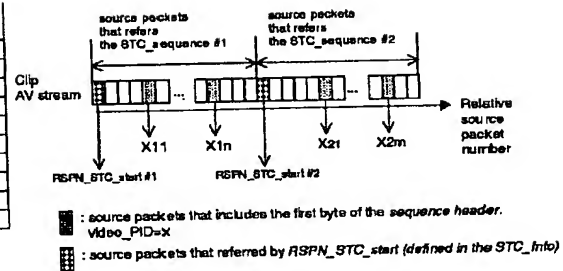 source packets
that refers
the STC_sequence #1
source packets
that refers
the STC_sequence #2
Clip
AV stream
...
...
Relative
source
packet
number
X11
X1n
X21
X2m
RSPN_STC_start #1
RSPN_STC_start #2
: source packets that includes the first byte of the sequence header.
video_PID=x
: source packets that referred by RSPN_STC_start (defined in the STC_Info)